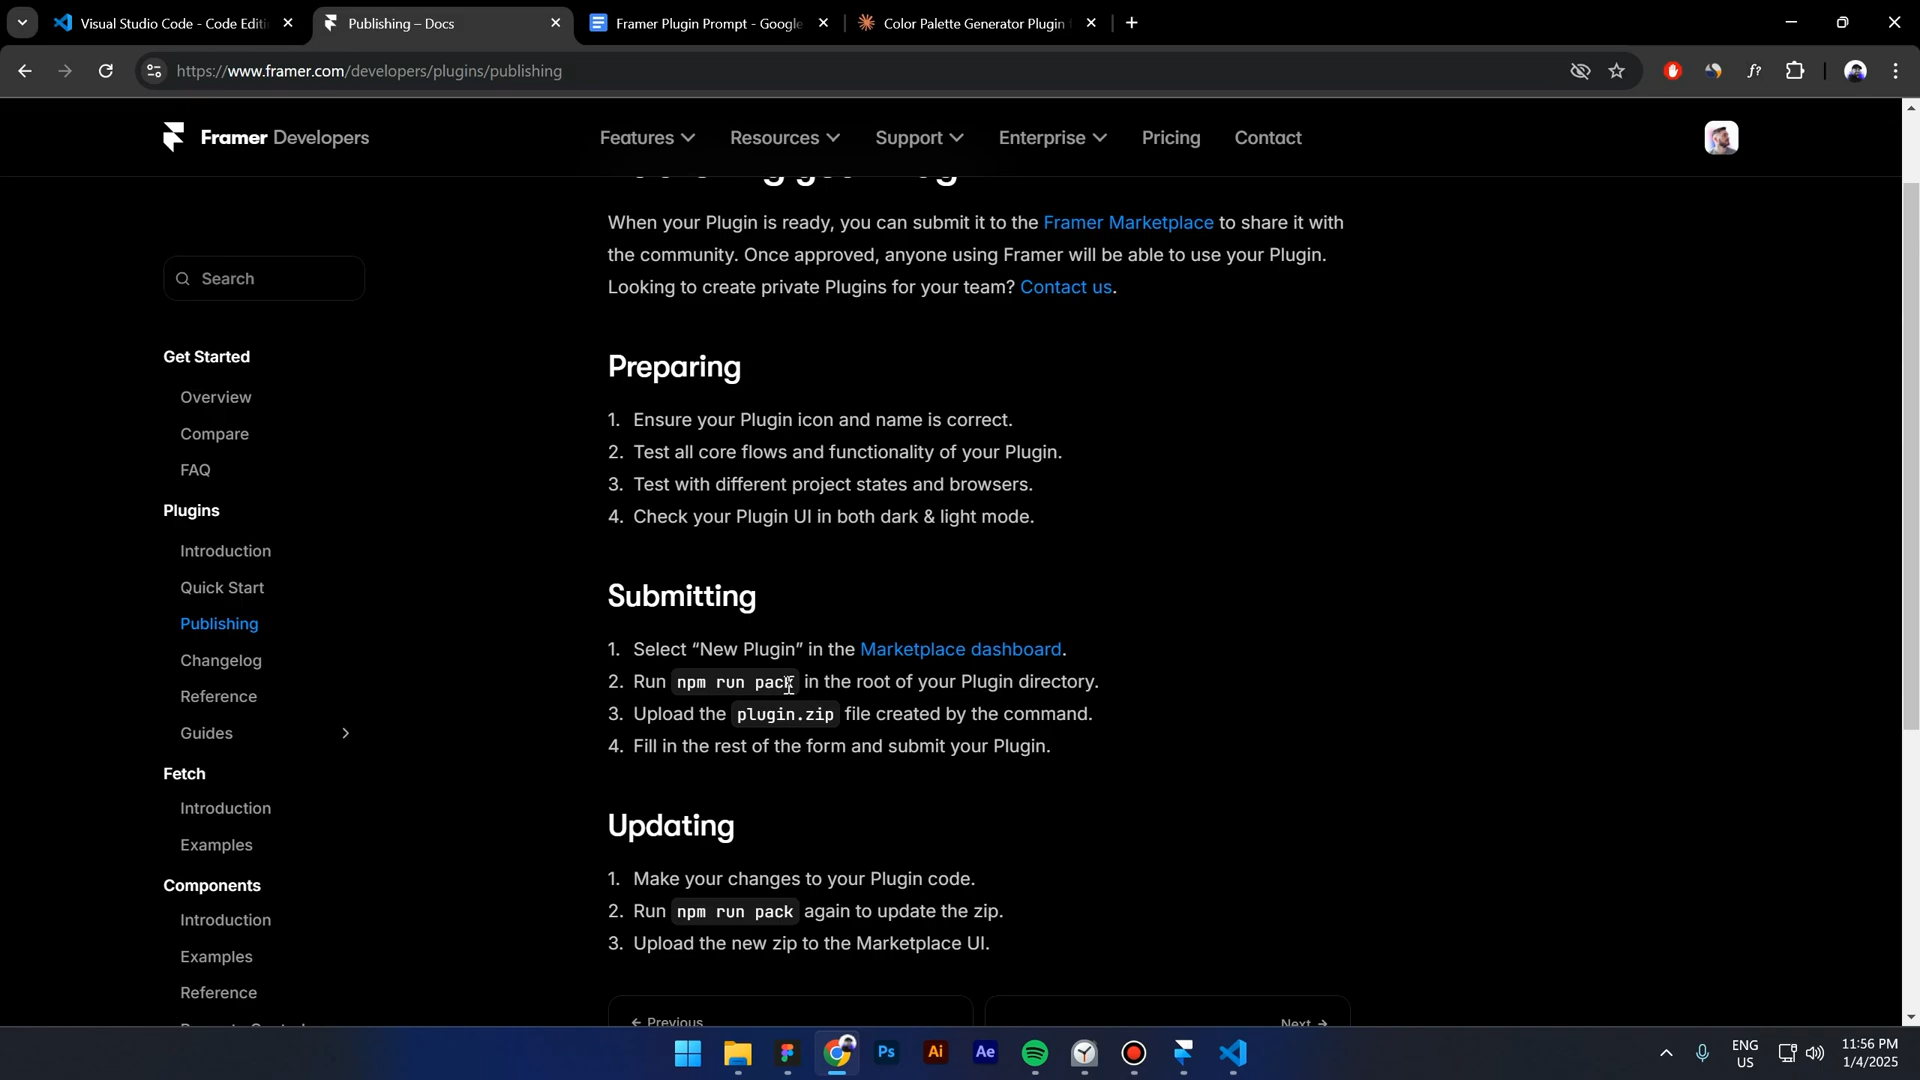 Visual Studio Code - Code Editi
Publishing – Docs
Framer Plugin Prompt - Google
Color Palette Generator Plugin
https://www.framer.com/developers/plugins/publishing
Framer Developers
Features
Resources
Support
Enterprise
Pricing
Contact
When your Plugin is ready, you can submit it to the Framer Marketplace to share it with
the community. Once approved, anyone using Framer will be able to use your Plugin.
Looking to create private Plugins for your team? Contact us.
Search
Get Started
Overview
Compare
FAQ
Plugins
Introduction
Quick Start
Publishing
Changelog
Reference
Guides
Fetch
Introduction
Examples
Components
Introduction
Examples
Reference
Preparing
1. Ensure your Plugin icon and name is correct.
2. Test all core flows and functionality of your Plugin.
3. Test with different project states and browsers.
4. Check your Plugin UI in both dark & light mode.
Submitting
1. Select “New Plugin” in the Marketplace dashboard.
2. Run npm run pack in the root of your Plugin directory.
3. Upload the plugin.zip file created by the command.
4. Fill in the rest of the form and submit your Plugin.
Updating
1. Make your changes to your Plugin code.
2. Run npm run pack again to update the zip.
3. Upload the new zip to the Marketplace UI.
← Previous
Next →
Ps
Ai
Ae
ENG
US
11:56 PM
1/4/2025